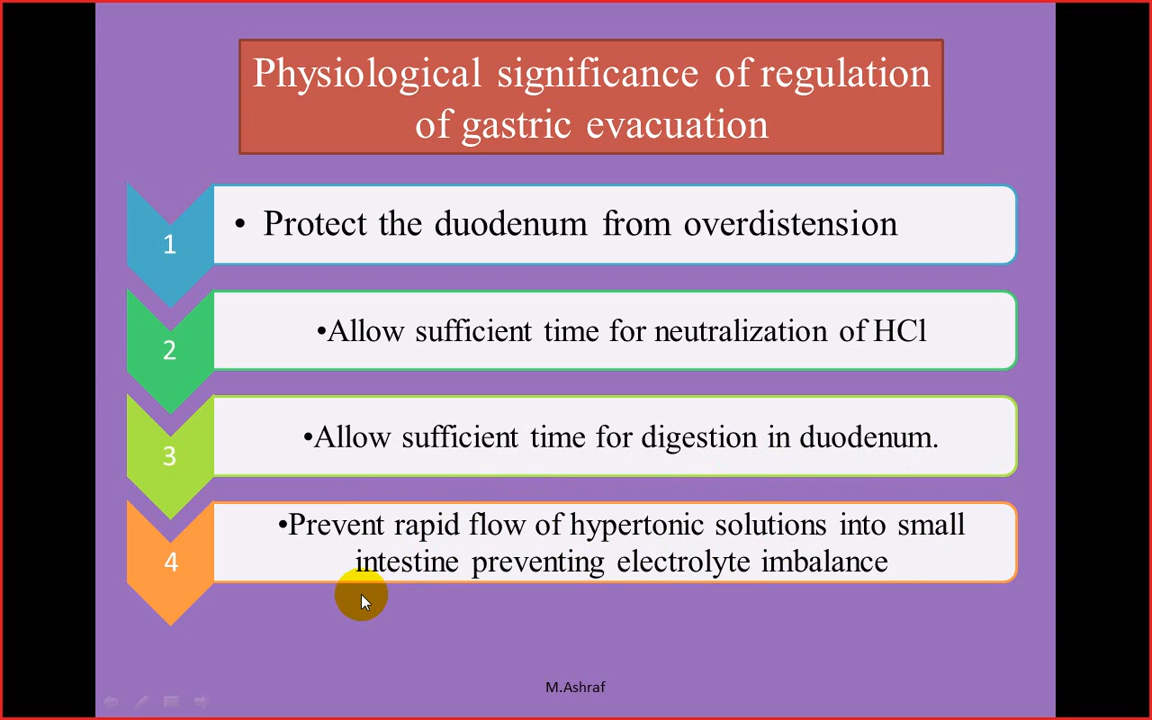 Physiological significance of regulation
of gastric evacuation
1
• Protect the duodenum from overdistension
2
•Allow sufficient time for neutralization of HCl
3
•Allow sufficient time for digestion in duodenum.
4
•Prevent rapid flow of hypertonic solutions into small
intestine preventing electrolyte imbalance
M.Ashraf